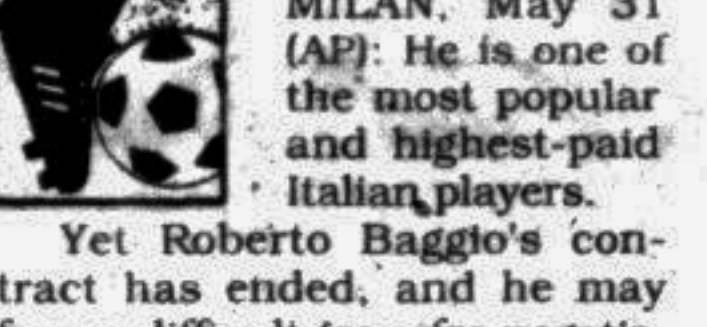 MILAN, May 31
(AP): He is one of
the most popular
and highest-paid
Italian players.
Yet Roberto Baggio's con-
tract has ended, and he may